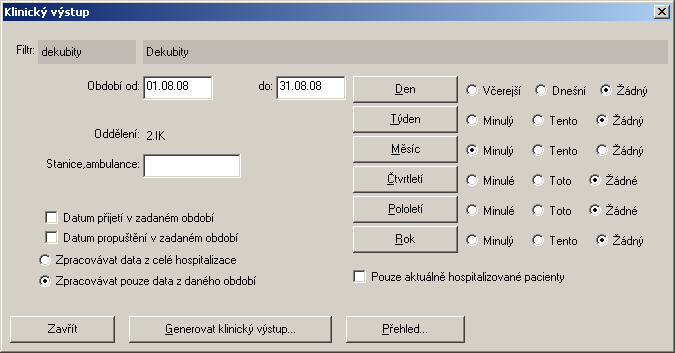 Klinický výstup
Filtr: dekubity Dekubity
Období od: 01.08.08 do: 31.08.08
Den Včerejší Dnešní Žádný
Týden Minulý Tento Žádný
Oddělení: 2.IK
Měsíc Minulý Tento Žádný
Stanice,ambulance:
Čtvrtletí Minulé Toto Žádné
Pololetí Minulé Toto Žádné
Datum přijetí v zadaném období
Datum propuštění v zadaném období
Rok Minulý Tento Žádný
Zpracovávat data z celé hospitalizace
Zpracovávat pouze data z daného období
Pouze aktuálně hospitalizované pacienty
Zavřít Generovat klinický výstup... Přehled...